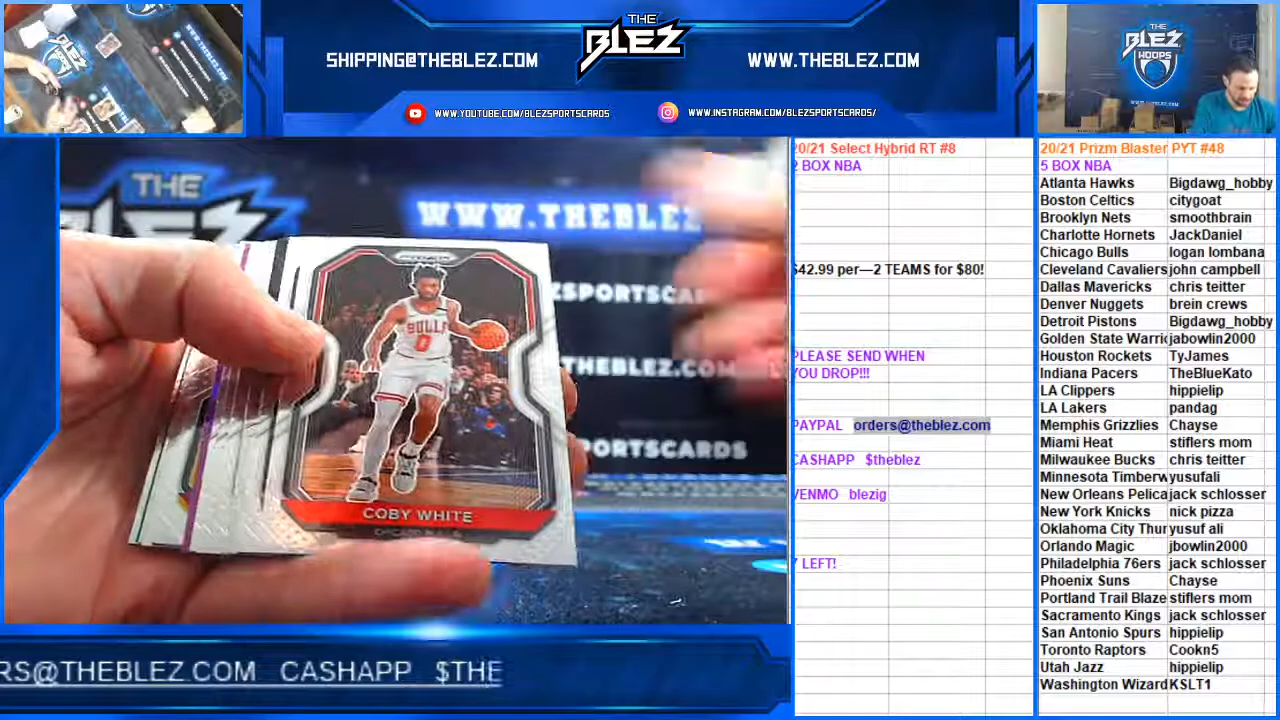 THE
BLEZ
SHIPPING@THEBLEZ.COM
WWW.THEBLEZ.COM
WWW.YOUTUBE.COM/BLEZSPORTSCARDS
WWW.INSTAGRAM.COM/BLEZSPORTSCARDS/
THE
BLEZ
HOOPS
THE
WWW.THEBLEZ
ZSPORTSCA
THEBLEZ.COM
PORTSCARDS
PRIZM
BULLS
0
COBY WHITE
RS@THEBLEZ.COM CASHAPP $THE
20/21 Select Hybrid RT #8
2 BOX NBA
$42.99 per—2 TEAMS for $80!
PLEASE SEND WHEN
YOU DROP!!!
PAYPAL orders@theblez.com
CASHAPP $theblez
VENMO blezig
7 LEFT!
20/21 Prizm Blaster PYT #48
5 BOX NBA
Atlanta Hawks Bigdawg_hobby
Boston Celtics citygoat
Brooklyn Nets smoothbrain
Charlotte Hornets JackDaniel
Chicago Bulls logan lombana
Cleveland Cavaliers john campbell
Dallas Mavericks chris teitter
Denver Nuggets brein crews
Detroit Pistons Bigdawg_hobby
Golden State Warri jabowlin2000
Houston Rockets TyJames
Indiana Pacers TheBlueKato
LA Clippers hippielip
LA Lakers pandag
Memphis Grizzlies Chayse
Miami Heat stiflers mom
Milwaukee Bucks chris teitter
Minnesota Timberw yusufali
New Orleans Pelica jack schlosser
New York Knicks nick pizza
Oklahoma City Thur yusuf ali
Orlando Magic jbowlin2000
Philadelphia 76ers jack schlosser
Phoenix Suns Chayse
Portland Trail Blaze stiflers mom
Sacramento Kings jack schlosser
San Antonio Spurs hippielip
Toronto Raptors Cookn5
Utah Jazz hippielip
Washington Wizard KSLT1